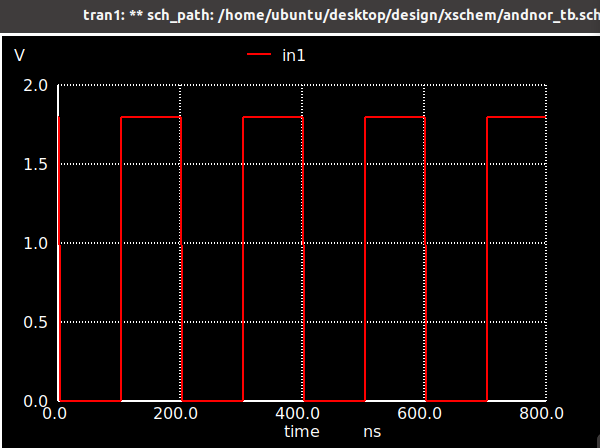 tran1: ** sch_path: /home/ubuntu/desktop/design/xschem/andnor_tb.sch
V
in1
2.0
1.5
1.0
0.5
0.0
0.0 200.0 400.0 600.0 800.0
time ns